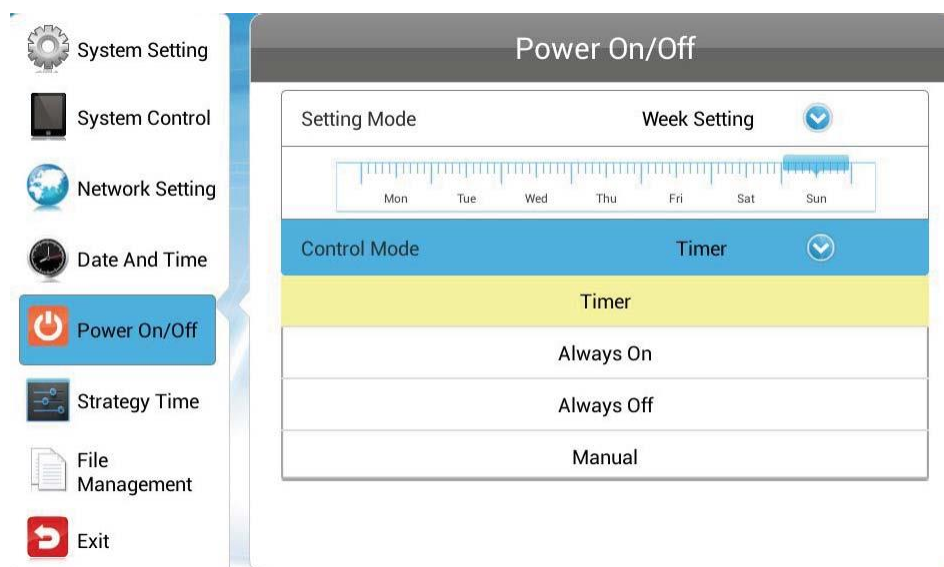 System Setting
System Control
Network Setting
Date And Time
Power On/Off
Strategy Time
File
Management
Exit
Power On/Off
Setting Mode Week Setting
Mon Tue Wed Thu Fri Sat Sun
Control Mode Timer
Timer
Always On
Always Off
Manual